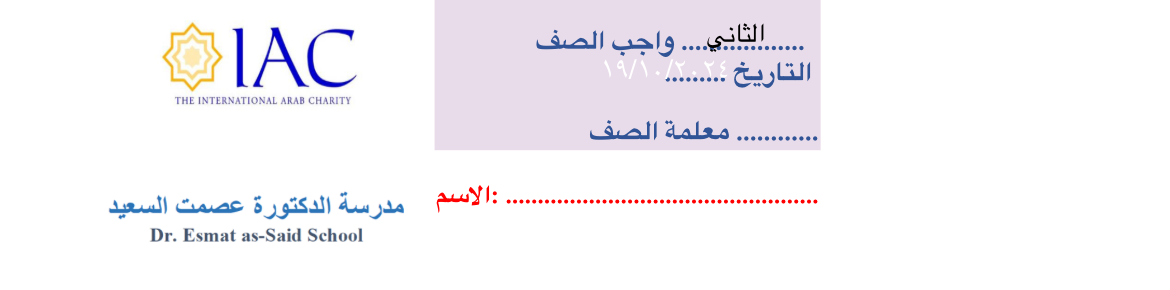 IAC
THE INTERNATIONAL ARAB CHARITY
واجب الصف .................. الثاني
التاريخ ......... ١٩/١٠/٢٠٢٤
معلمة الصف ............
الاسم: .................................................
مدرسة الدكتورة عصمت السعيد
Dr. Esmat as-Said School